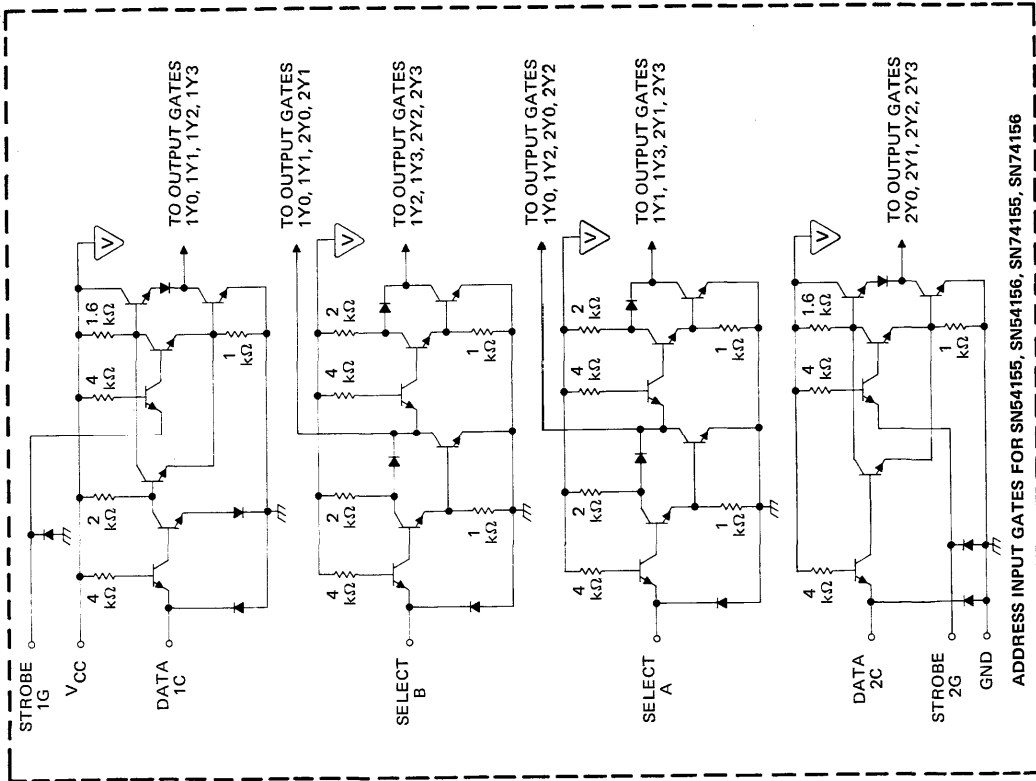 STROBE
1G
VCC
DATA
1C
4
kΩ
2
kΩ
4
kΩ
1.6
kΩ
1
kΩ
V
TO OUTPUT GATES
1Y0, 1Y1, 1Y2, 1Y3
TO OUTPUT GATES
1Y0, 1Y1, 2Y0, 2Y1
SELECT
B
4
kΩ
2
kΩ
1
kΩ
4
kΩ
2
kΩ
1
kΩ
V
TO OUTPUT GATES
1Y2, 1Y3, 2Y2, 2Y3
TO OUTPUT GATES
1Y0, 1Y2, 2Y0, 2Y2
SELECT
A
4
kΩ
2
kΩ
1
kΩ
4
kΩ
2
kΩ
1
kΩ
V
TO OUTPUT GATES
1Y1, 1Y3, 2Y1, 2Y3
DATA
2C
STROBE
2G
GND
4
kΩ
4
kΩ
1.6
kΩ
1
kΩ
V
TO OUTPUT GATES
2Y0, 2Y1, 2Y2, 2Y3
ADDRESS INPUT GATES FOR SN54155, SN54156, SN74155, SN74156